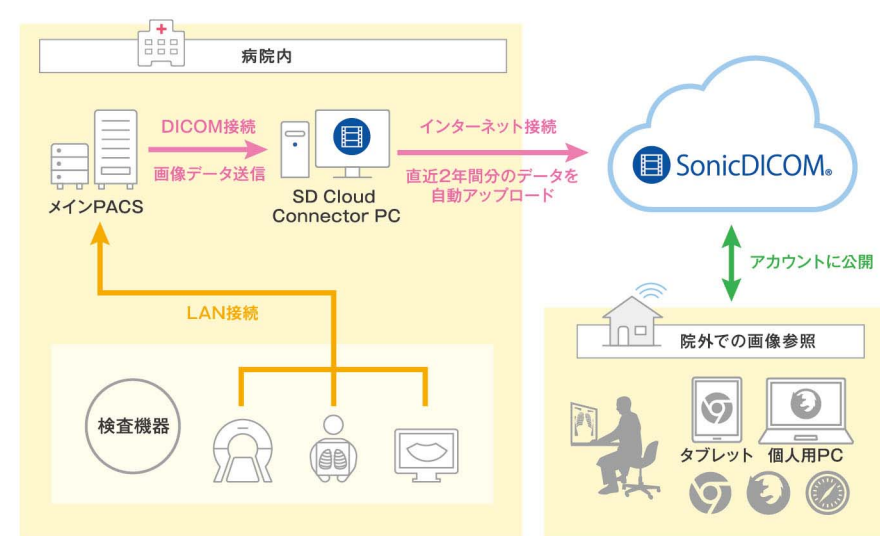 病院内
DICOM接続
画像データ送信
メインPACS
SD Cloud
Connector PC
インターネット接続
直近2年間分のデータを
自動アップロード
SonicDICOM®
アカウントに公開
LAN接続
検査機器
院外での画像参照
タブレット
個人用PC